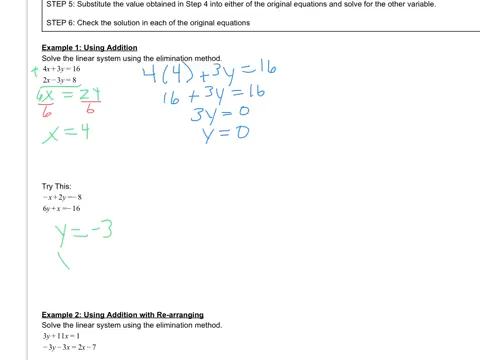 STEP 5: Substitute the value obtained in Step 4 into either of the original equations and solve for the other variable.
STEP 6: Check the solution in each of the original equations
Example 1: Using Addition
Solve the linear system using the elimination method.
+ 4x+3y=16
2x-3y=8
6x = 24
6 6
x = 4
4(4) + 3y = 16
16 + 3y = 16
3y = 0
y = 0
Try This:
-x+2y=-8
6y+x=-16
y = -3
Example 2: Using Addition with Re-arranging
Solve the linear system using the elimination method.
3y+11x=1
-3y-3x=2x-7